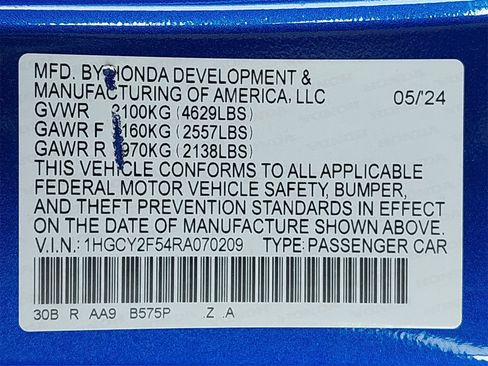 MFD. BY HONDA DEVELOPMENT &
MANUFACTURING OF AMERICA, LLC 05/'24
GVWR 2100KG (4629LBS)
GAWR F 1160KG (2557LBS)
GAWR R 970KG (2138LBS)
THIS VEHICLE CONFORMS TO ALL APPLICABLE
FEDERAL MOTOR VEHICLE SAFETY, BUMPER,
AND THEFT PREVENTION STANDARDS IN EFFECT
ON THE DATE OF MANUFACTURE SHOWN ABOVE.
V.I.N.: 1HGCY2F54RA070209 TYPE: PASSENGER CAR
30B R AA9 B575P .Z .A